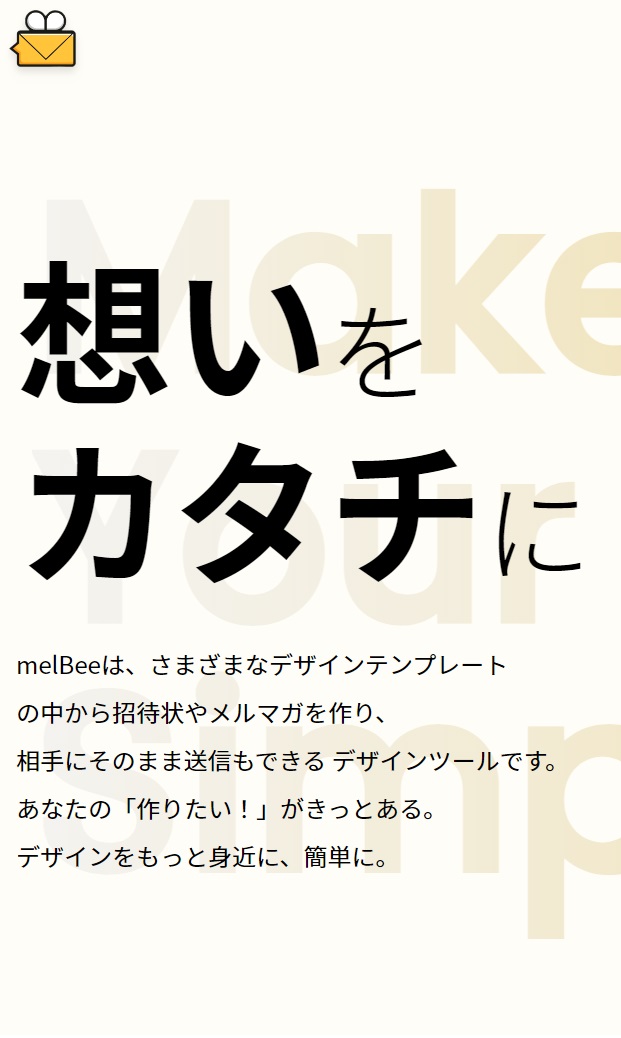 Make
想いを
Your
カタチに
melBeeは、さまざまなデザインテンプレート
の中から招待状やメルマガを作り、
相手にそのまま送信もできる デザインツールです。
あなたの「作りたい！」がきっとある。
デザインをもっと身近に、簡単に。
Simp